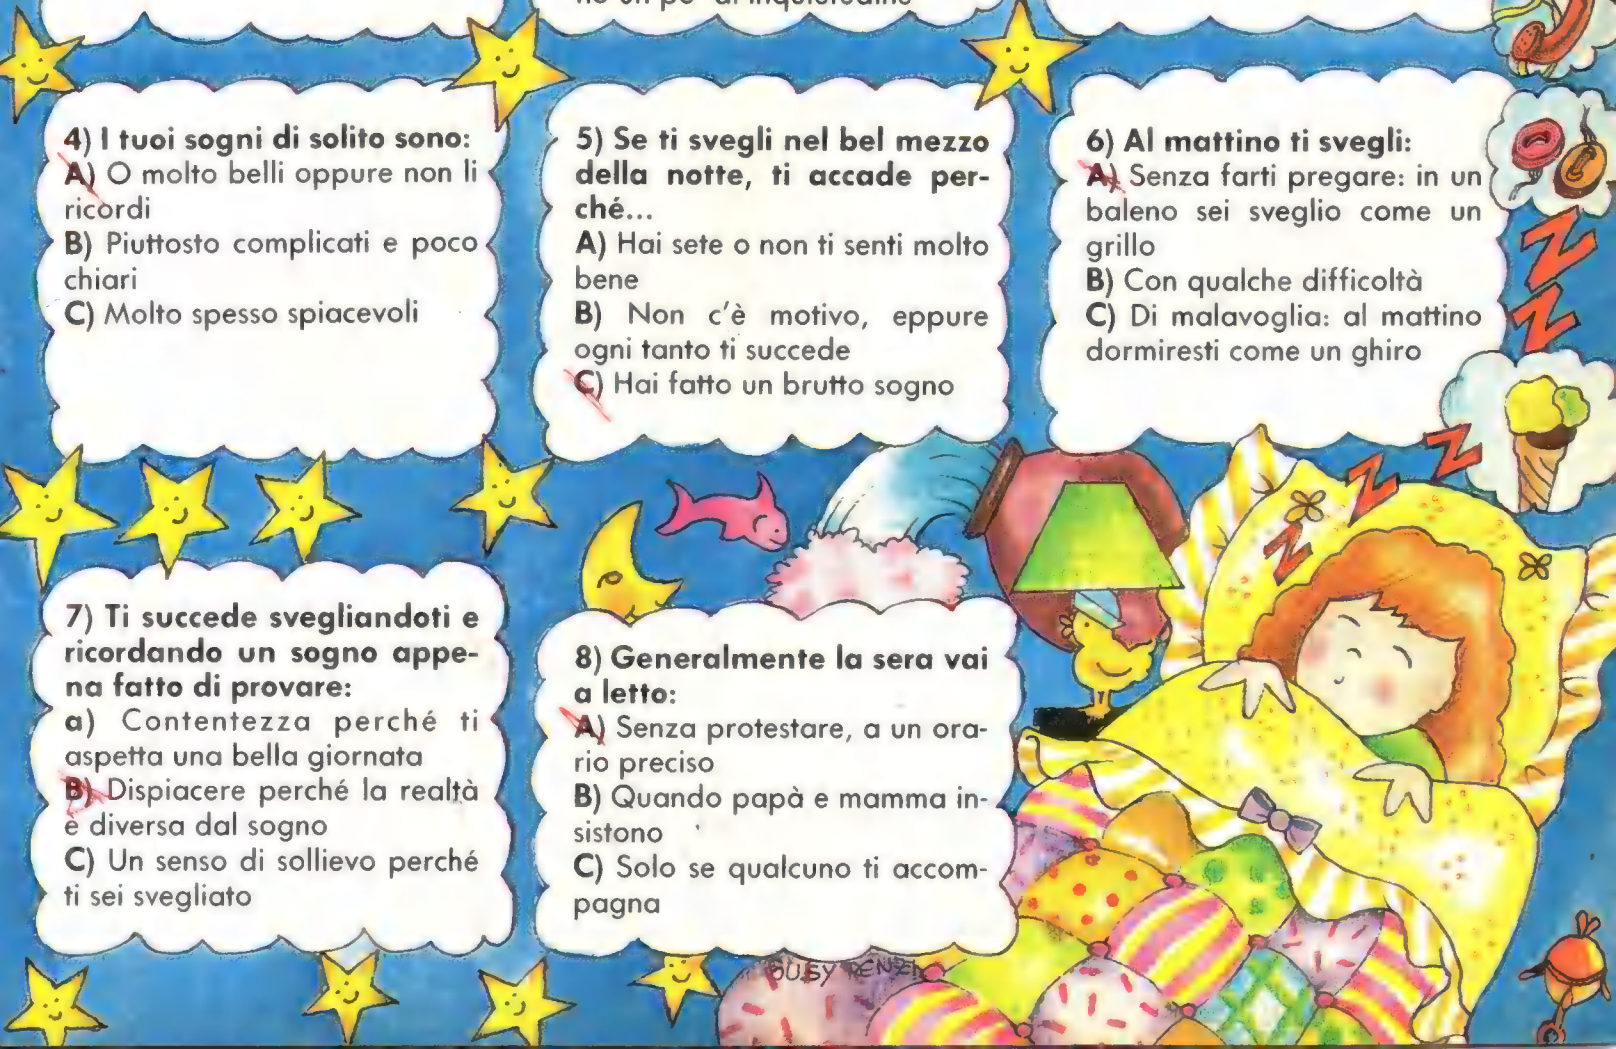 4) I tuoi sogni di solito sono:
A) O molto belli oppure non li
ricordi
B) Piuttosto complicati e poco
chiari
C) Molto spesso spiacevoli
5) Se ti svegli nel bel mezzo
della notte, ti accade per-
ché...
A) Hai sete o non ti senti molto
bene
B) Non c'è motivo, eppure
ogni tanto ti succede
C) Hai fatto un brutto sogno
6) Al mattino ti svegli:
A) Senza farti pregare: in un
baleno sei sveglio come un
grillo
B) Con qualche difficoltà
C) Di malavoglia: al mattino
dormiresti come un ghiro
Z
Z
Z
Z
Z
7) Ti succede svegliandoti e
ricordando un sogno appe-
na fatto di provare:
a) Contentezza perché ti
aspetta una bella giornata
B) Dispiacere perché la realtà
è diversa dal sogno
C) Un senso di sollievo perché
ti sei svegliato
8) Generalmente la sera vai
a letto:
A) Senza protestare, a un ora-
rio preciso
B) Quando papà e mamma in-
sistono
C) Solo se qualcuno ti accom-
pagna